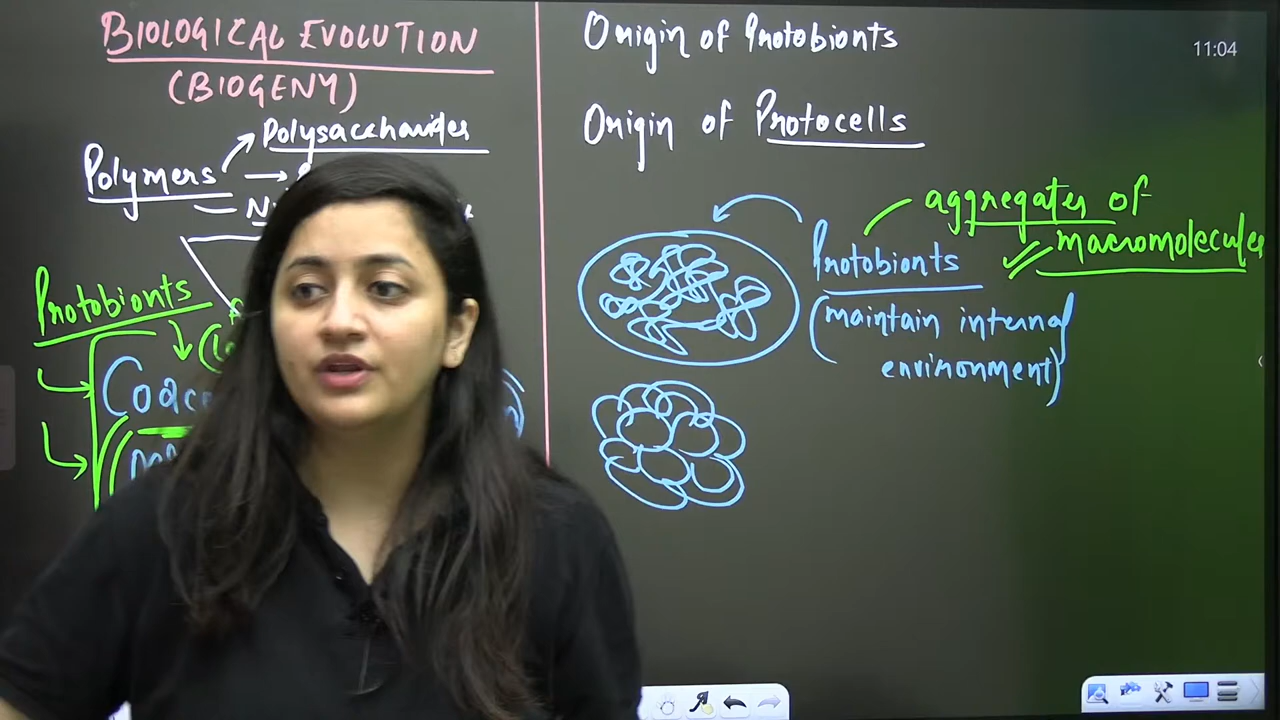 BIOLOGICAL EVOLUTION
(BIOGENY)
Polysaccharides
Polymers
Protobionts
Origin of Protobionts
11:04
Origin of Protocells
aggregates of
macromolecules
Protobionts
(maintain internal
environment)